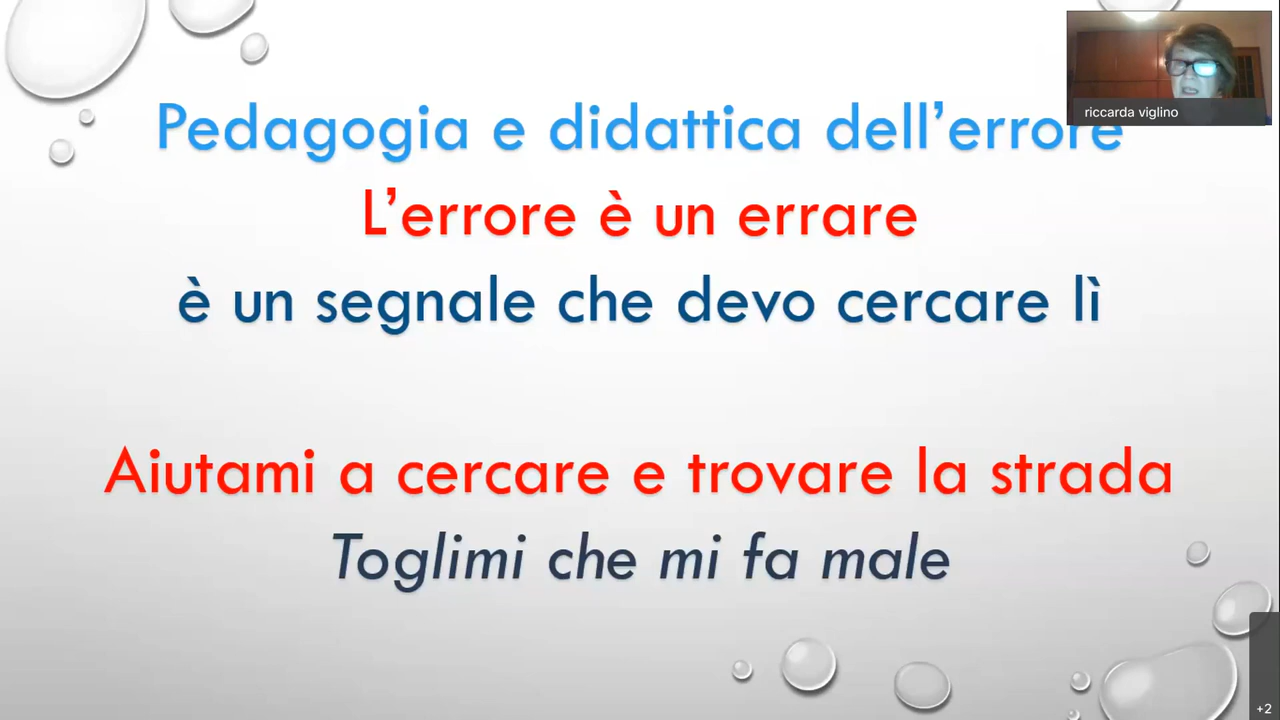 riccarda viglino
Pedagogia e didattica dell’errore
L’errore è un errare
è un segnale che devo cercare lì
Aiutami a cercare e trovare la strada
Toglimi che mi fa male
+2